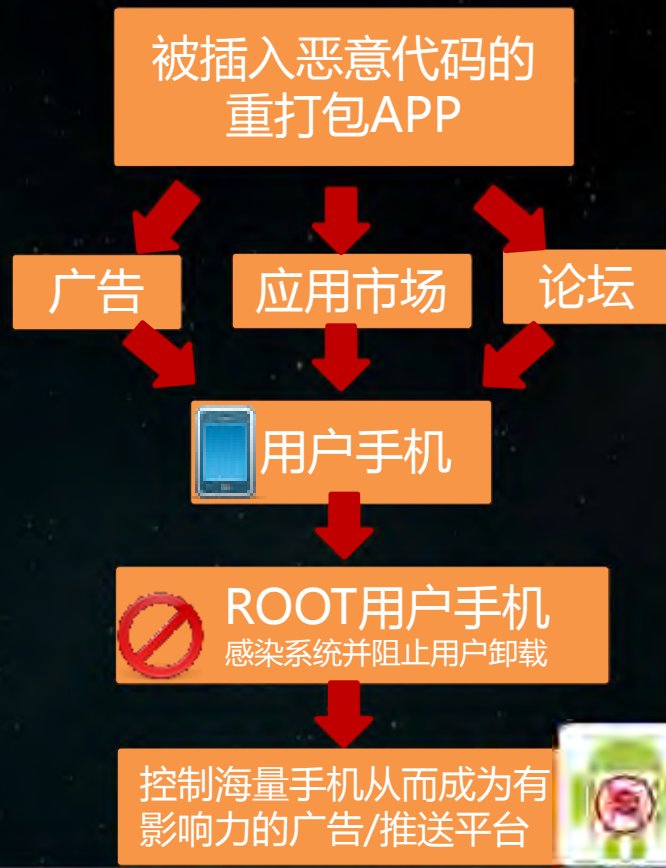 被插入恶意代码的
重打包APP
广告
应用市场
论坛
用户手机
ROOT用户手机
感染系统并阻止用户卸载
控制海量手机从而成为有
影响力的广告/推送平台